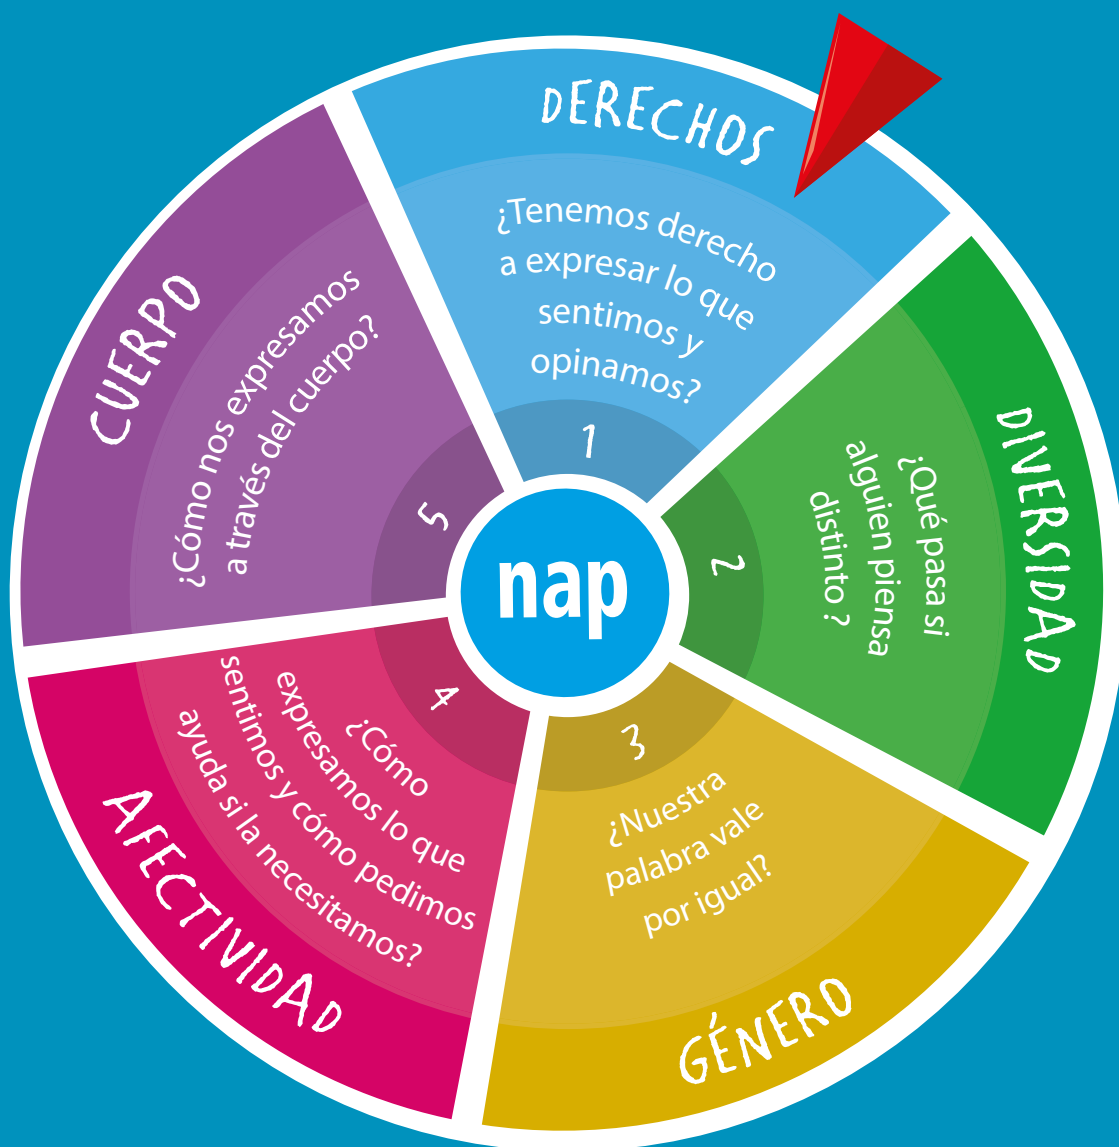 DERECHOS
¿Tenemos derecho
a expresar lo que
sentimos y
opinamos?
1
DIVERSIDAD
¿Qué pasa si
alguien piensa
distinto ?
2
GÉNERO
3
¿Nuestra
palabra vale
por igual?
AFECTIVIDAD
4
¿Cómo
expresamos lo que
sentimos y cómo pedimos
ayuda si la necesitamos?
CUERPO
¿Cómo nos expresamos
a través del cuerpo?
5
nap